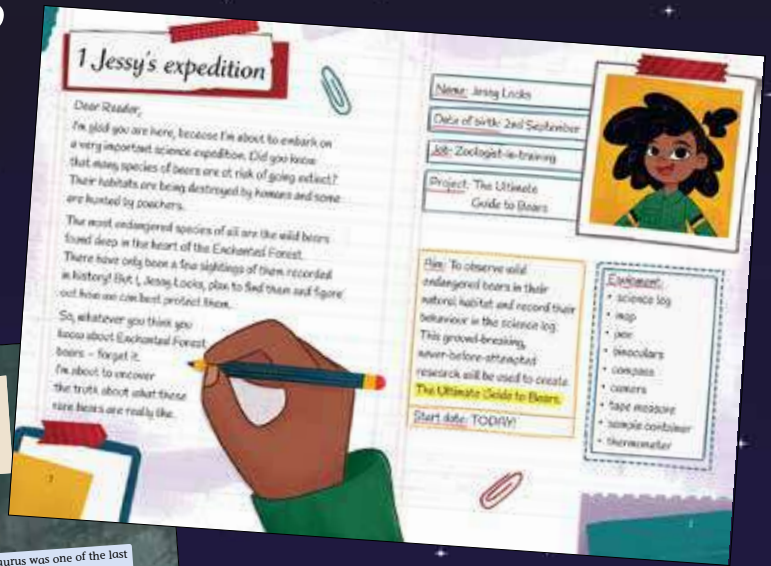 1 Jessy's expedition
Dear Reader,
I'm glad you are here, because I'm about to embark on
a very important science expedition. Did you know
that many species of bears are at risk of going extinct?
Their habitats are being destroyed by humans and some
are hunted by poachers.
The most endangered species of all are the wild bears
found deep in the heart of the Enchanted Forest.
There have only been a few sightings of them recorded
in history! But I, Jessy Locks, plan to find them and figure
out how we can best protect them.
So, whatever you think you
know about Enchanted Forest
bears – forget it.
I'm about to uncover
the truth about what these
rare bears are really like.
Name: Jessy Locks
Date of birth: 2nd September
Job: Zoologist-in-training
Project: The Ultimate
Guide to Bears
Aim: To observe wild
endangered bears in their
natural habitat and record their
behaviour in the science log.
This ground-breaking,
never-before-attempted
research will be used to create
The Ultimate Guide to Bears.
Start date: TODAY!
Equipment:
• science log
• map
• pen
• binoculars
• compass
• camera
• tape measure
• sample container
• thermometer
aurus was one of the last